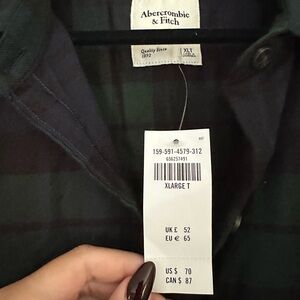 Abercrombie
& Fitch
Quality Since
1892
XLT
159-591-4579-312
656257491
XLARGE T
UK £ 52
EU € 65
US $ 70
CAN $ 87